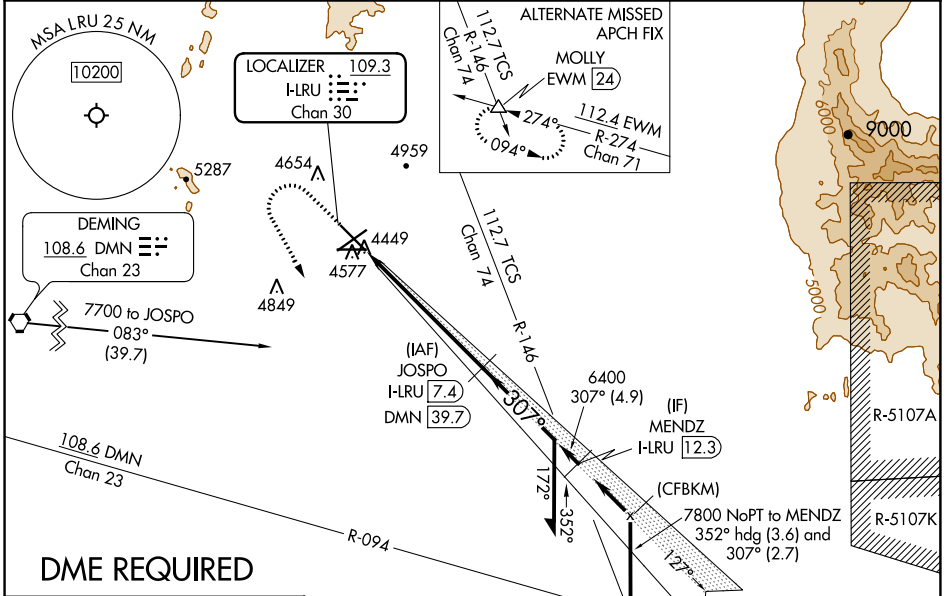 MSA LRU 25 NM
10200
5287
LOCALIZER 109.3
I-LRU
Chan 30
4654
4959
ALTERNATE MISSED
APCH FIX
112.7 TCS
R-146
Chan 74
MOLLY
EWM 24
274°
094°
112.4 EWM
R-274
Chan 71
6000
9000
5000
DEMING
108.6 DMN
Chan 23
7700 to JOSPO
083°
(39.7)
4449
4577
4849
112.7 TCS
Chan 74
R-146
(IAF)
JOSPO
I-LRU 7.4
DMN 39.7
307°
6400
307° (4.9)
(IF)
MENDZ
I-LRU 12.3
R-5107A
108.6 DMN
Chan 23
R-094
172°
352°
(CFBKM)
7800 NoPT to MENDZ
352° hdg (3.6) and
307° (2.7)
127°
R-5107K
DME REQUIRED